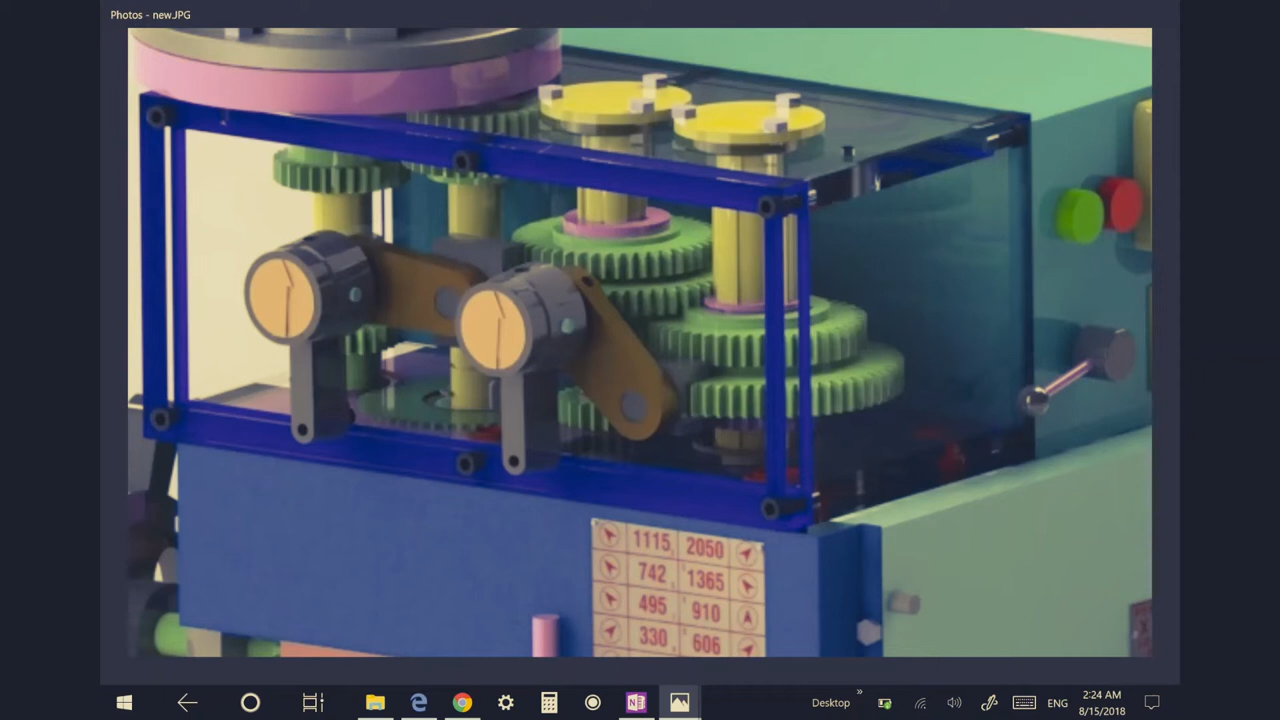 Photos - new.JPG
1115 2050
742 1365
495 910
330 606
Desktop
ENG
2:24 AM
8/15/2018